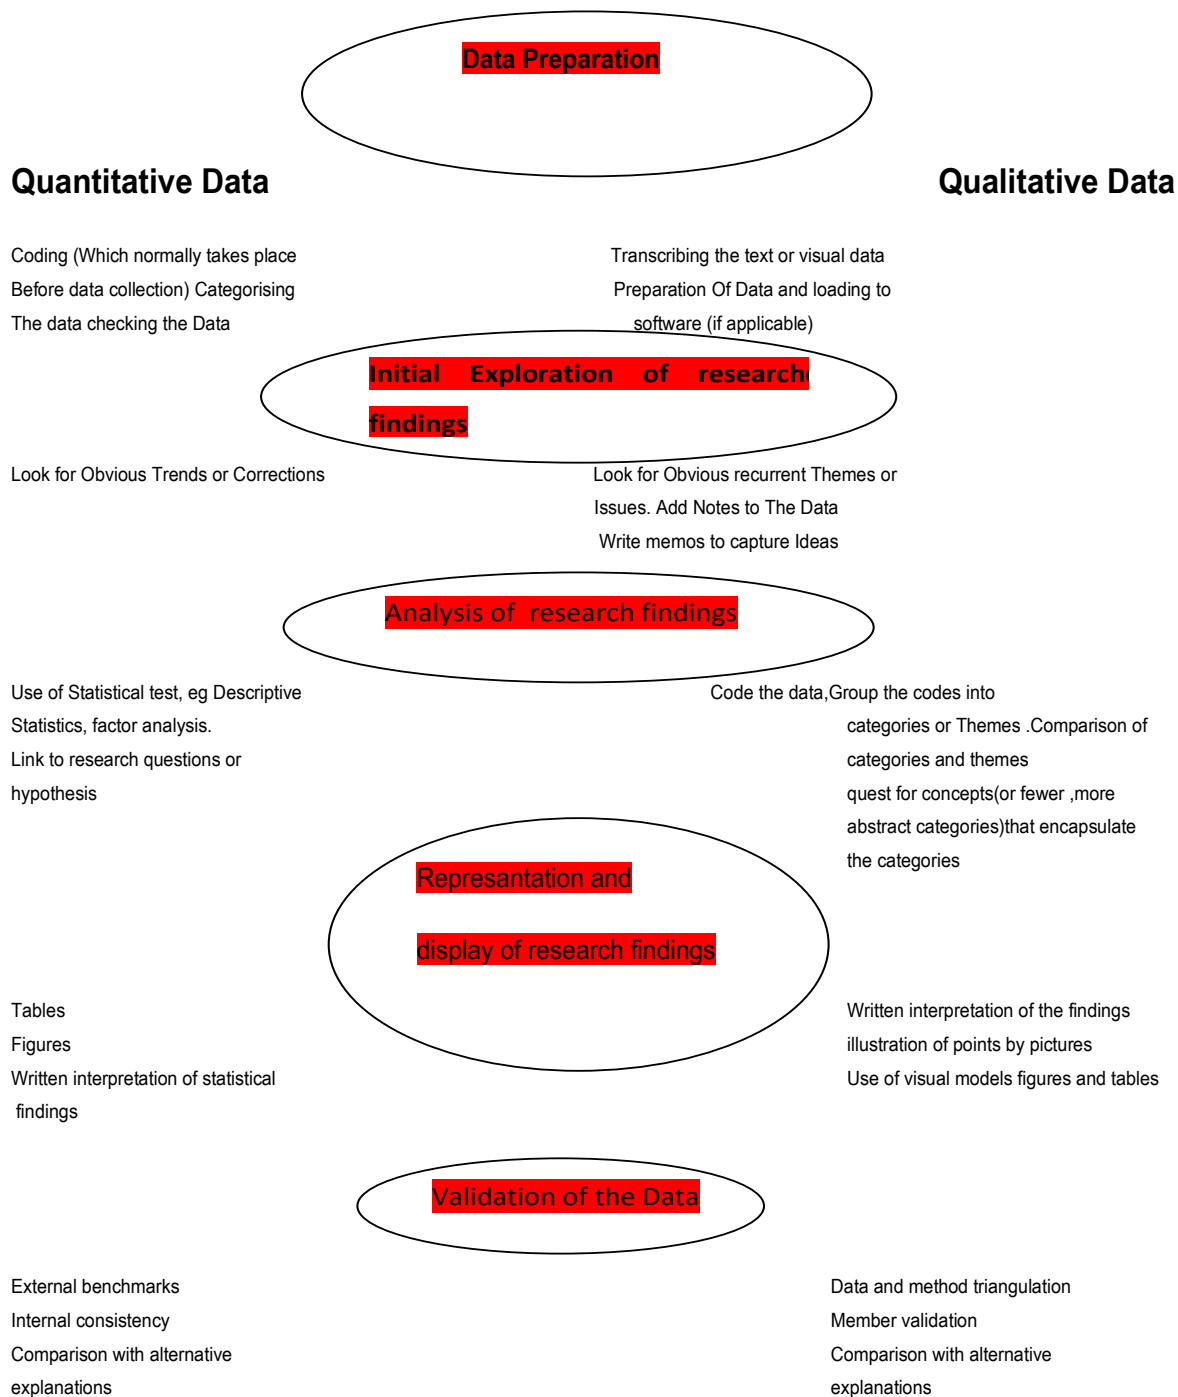 Data Preparation
Quantitative Data
Qualitative Data
Coding (Which normally takes place
Before data collection) Categorising
The data checking the Data
Transcribing the text or visual data
Preparation Of Data and loading to
software (if applicable)
Initial Exploration of research
findings
Look for Obvious Trends or Corrections
Look for Obvious recurrent Themes or
Issues. Add Notes to The Data
Write memos to capture Ideas
Analysis of research findings
Use of Statistical test, eg Descriptive
Statistics, factor analysis.
Link to research questions or
hypothesis
Code the data,Group the codes into
categories or Themes .Comparison of
categories and themes
quest for concepts(or fewer ,more
abstract categories)that encapsulate
the categories
Represantation and
display of research findings
Tables
Figures
Written interpretation of statistical
findings
Written interpretation of the findings
illustration of points by pictures
Use of visual models figures and tables
Validation of the Data
External benchmarks
Internal consistency
Comparison with alternative
explanations
Data and method triangulation
Member validation
Comparison with alternative
explanations